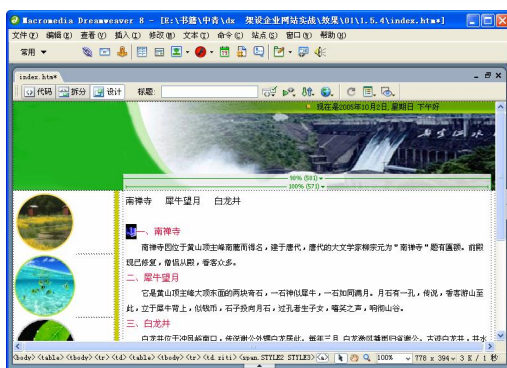 Macromedia Dreamweaver 8 - [E:\书籍\中青\dx 架设企业网站实战\效果\01\1.5.4\index.htm*]
文件(F) 编辑(E) 查看(V) 插入(I) 修改(M) 文本(T) 命令(C) 站点(S) 窗口(W) 帮助(H)
常用
index.htm*
代码 拆分 设计 标题:
现在是2005年10月2日,星期日 下午好
98% (581)
100% (571)
南禅寺 犀牛望月 白龙井
一、南禅寺
南禅寺因位于黄山顶主峰南麓而得名,建于唐代,唐代的大文学家柳宗元为“南禅寺”题有匾额。前殿
现已修复,僧侣从殿,香客众多。
二、犀牛望月
它是黄山顶主峰大顶东面的两块奇石,一石神似犀牛,一石如同满月。月石有一孔,传说,香客游山至
此,立于犀牛背上,似银币,石子投向月石,过孔者生子女,嘻笑之声,响彻山谷。
三、白龙井
<body> <table> <tbody> <tr> <td> <table> <tbody> <tr> <td.ziti> <span.STYLE2 STYLE3>
100%
778 x 394
3 K / 1 秒